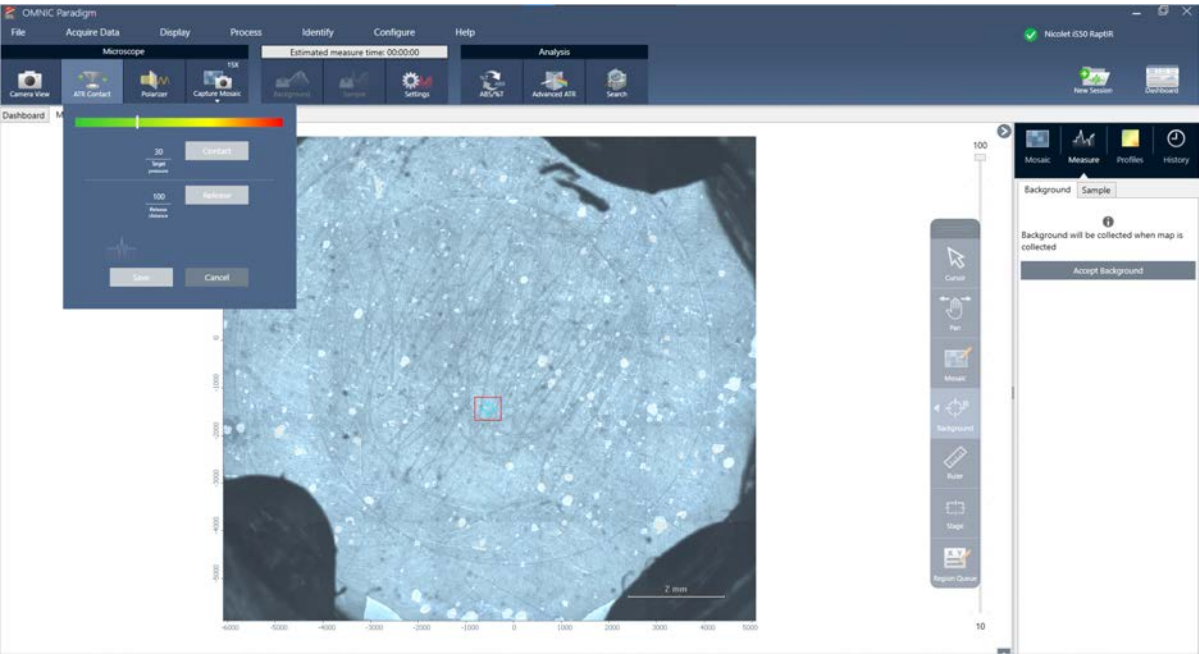 OMNIC Paradigm
File Acquire Data Display Process Identify Configure Help
Nicolet iS50 RaptIR
Microscope
Estimated measure time: 00:00:00
Analysis
15X
Camera View ATR Contact Polarizer Capture Mosaic Background Sample Settings ABS/%T Advanced ATR Search New Session Dashboard
Dashboard M
30
Target pressure
Contact
100
Release distance
Release
Save Cancel
100
Cursor
Pan
Mosaic
Background
Ruler
Stage
Region Queue
10
Mosaic Measure Profiles History
Background Sample
Background will be collected when map is
collected
Accept Background
0
-1000
-2000
-3000
-4000
-5000
2 mm
-6000 -5000 -4000 -3000 -2000 -1000 0 1000 2000 3000 4000 5000